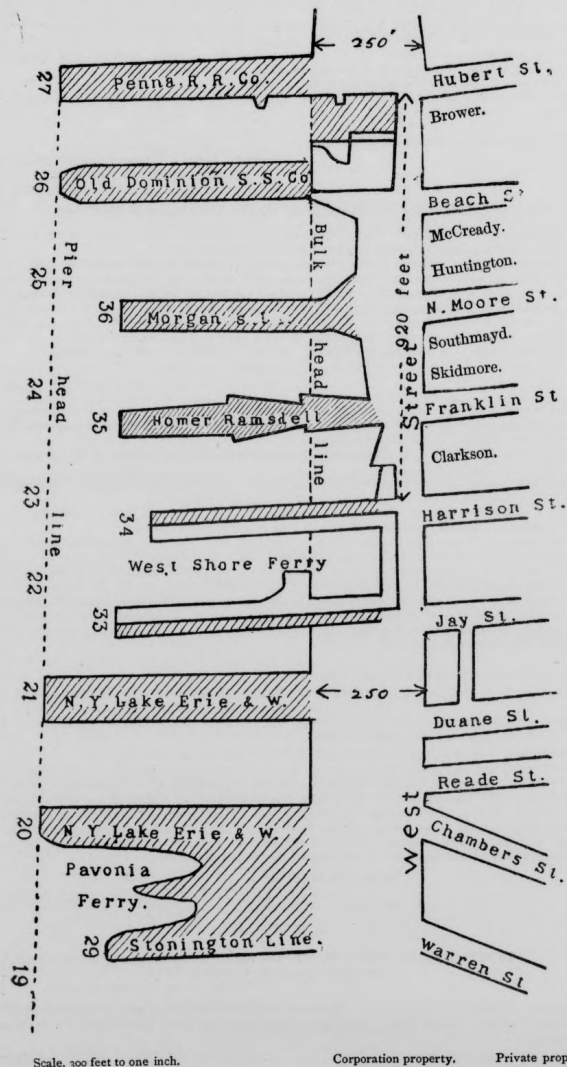 250'
Hubert St.,
27
Penna. R. R. Co.
Brower.
26
Old Dominion S.S. Co
Beach S
McCready.
Huntington.
Pier head line
25
Bulk head line
36
Morgan s. L.
N. Moore St.
920 feet
Southmayd.
Skidmore.
24
35
Homer Ramsdell
Franklin St
West Street
Clarkson.
23
34
Harrison St.
West Shore Ferry
22
33
Jay St.
21
N. Y Lake Erie & W.
250
Duane St.
Reade St.
20
N Y. Lake Erie & W.
Chambers St.
Pavonia
Ferry.
29
Stonington Line.
Warren St
19
Scale, 300 feet to one inch.
Corporation property.
Private prop